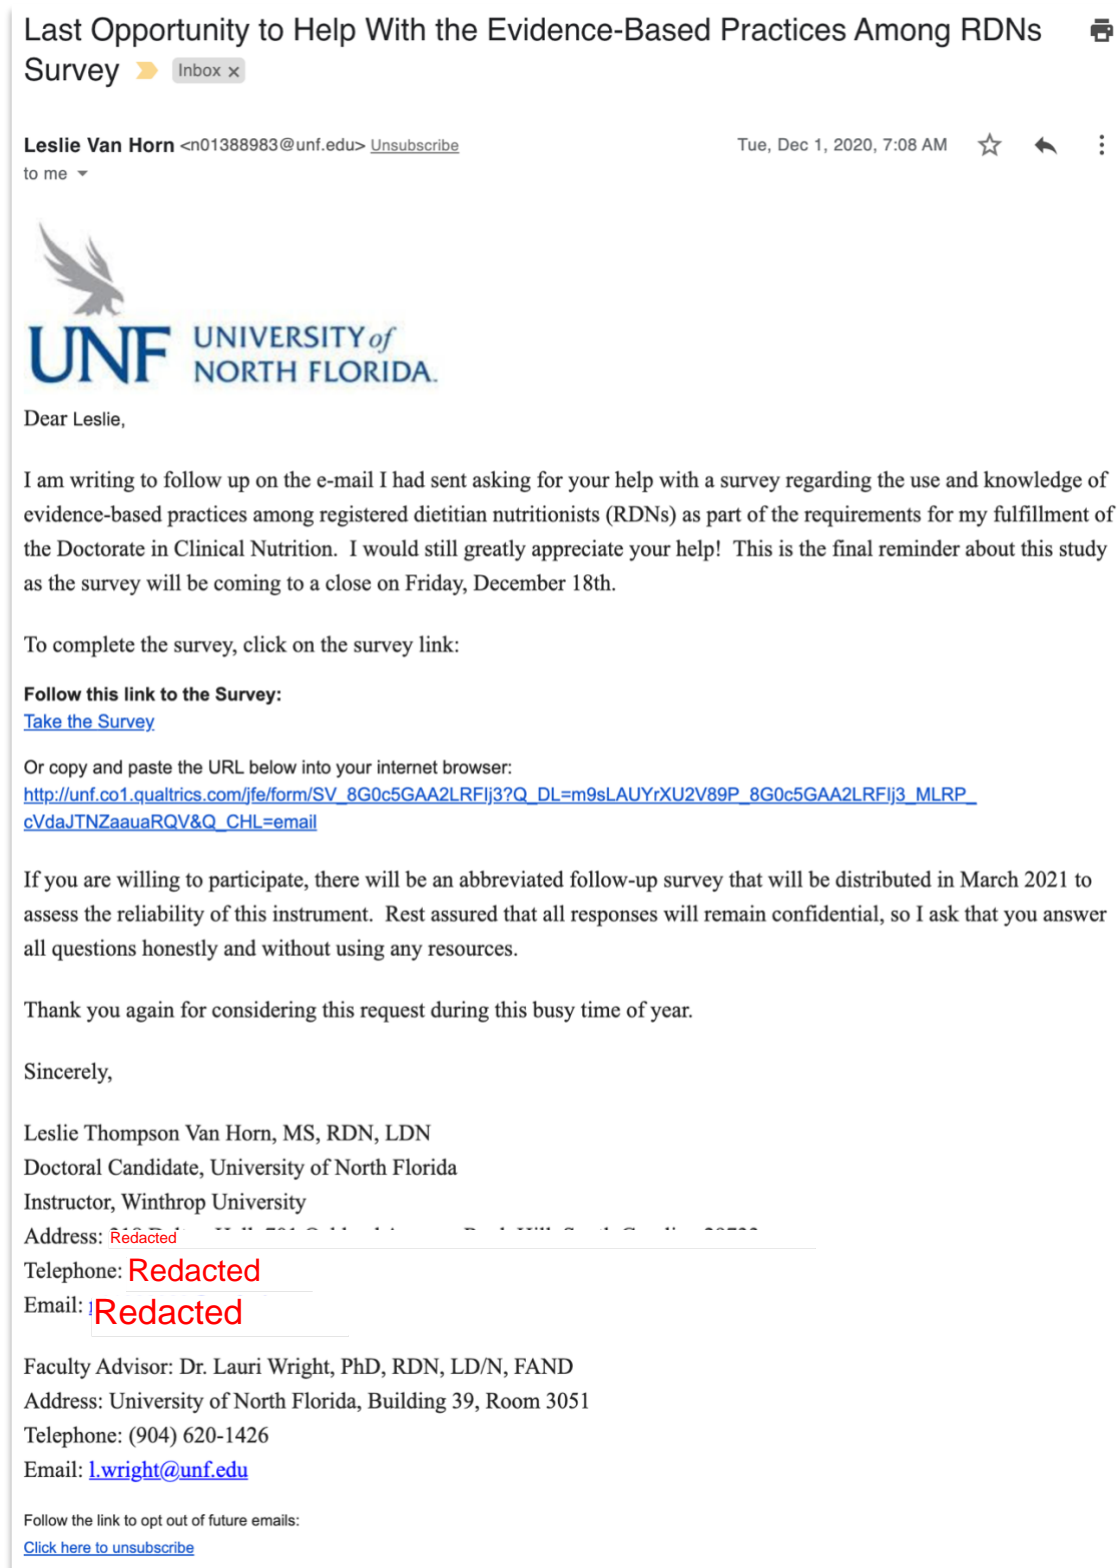 Last Opportunity to Help With the Evidence-Based Practices Among RDNs
Survey Inbox x
Leslie Van Horn <n01388983@unf.edu> Unsubscribe Tue, Dec 1, 2020, 7:08 AM
to me
UNF UNIVERSITY of
NORTH FLORIDA.
Dear Leslie,
I am writing to follow up on the e-mail I had sent asking for your help with a survey regarding the use and knowledge of
evidence-based practices among registered dietitian nutritionists (RDNs) as part of the requirements for my fulfillment of
the Doctorate in Clinical Nutrition. I would still greatly appreciate your help! This is the final reminder about this study
as the survey will be coming to a close on Friday, December 18th.
To complete the survey, click on the survey link:
Follow this link to the Survey:
Take the Survey
Or copy and paste the URL below into your internet browser:
http://unf.co1.qualtrics.com/jfe/form/SV_8G0c5GAA2LRFIj3?Q_DL=m9sLAUYrXU2V89P_8G0c5GAA2LRFIj3_MLRP_
cVdaJTNZaauaRQV&Q_CHL=email
If you are willing to participate, there will be an abbreviated follow-up survey that will be distributed in March 2021 to
assess the reliability of this instrument. Rest assured that all responses will remain confidential, so I ask that you answer
all questions honestly and without using any resources.
Thank you again for considering this request during this busy time of year.
Sincerely,
Leslie Thompson Van Horn, MS, RDN, LDN
Doctoral Candidate, University of North Florida
Instructor, Winthrop University
Address: Redacted
Telephone: Redacted
Email: Redacted
Faculty Advisor: Dr. Lauri Wright, PhD, RDN, LD/N, FAND
Address: University of North Florida, Building 39, Room 3051
Telephone: (904) 620-1426
Email: l.wright@unf.edu
Follow the link to opt out of future emails:
Click here to unsubscribe